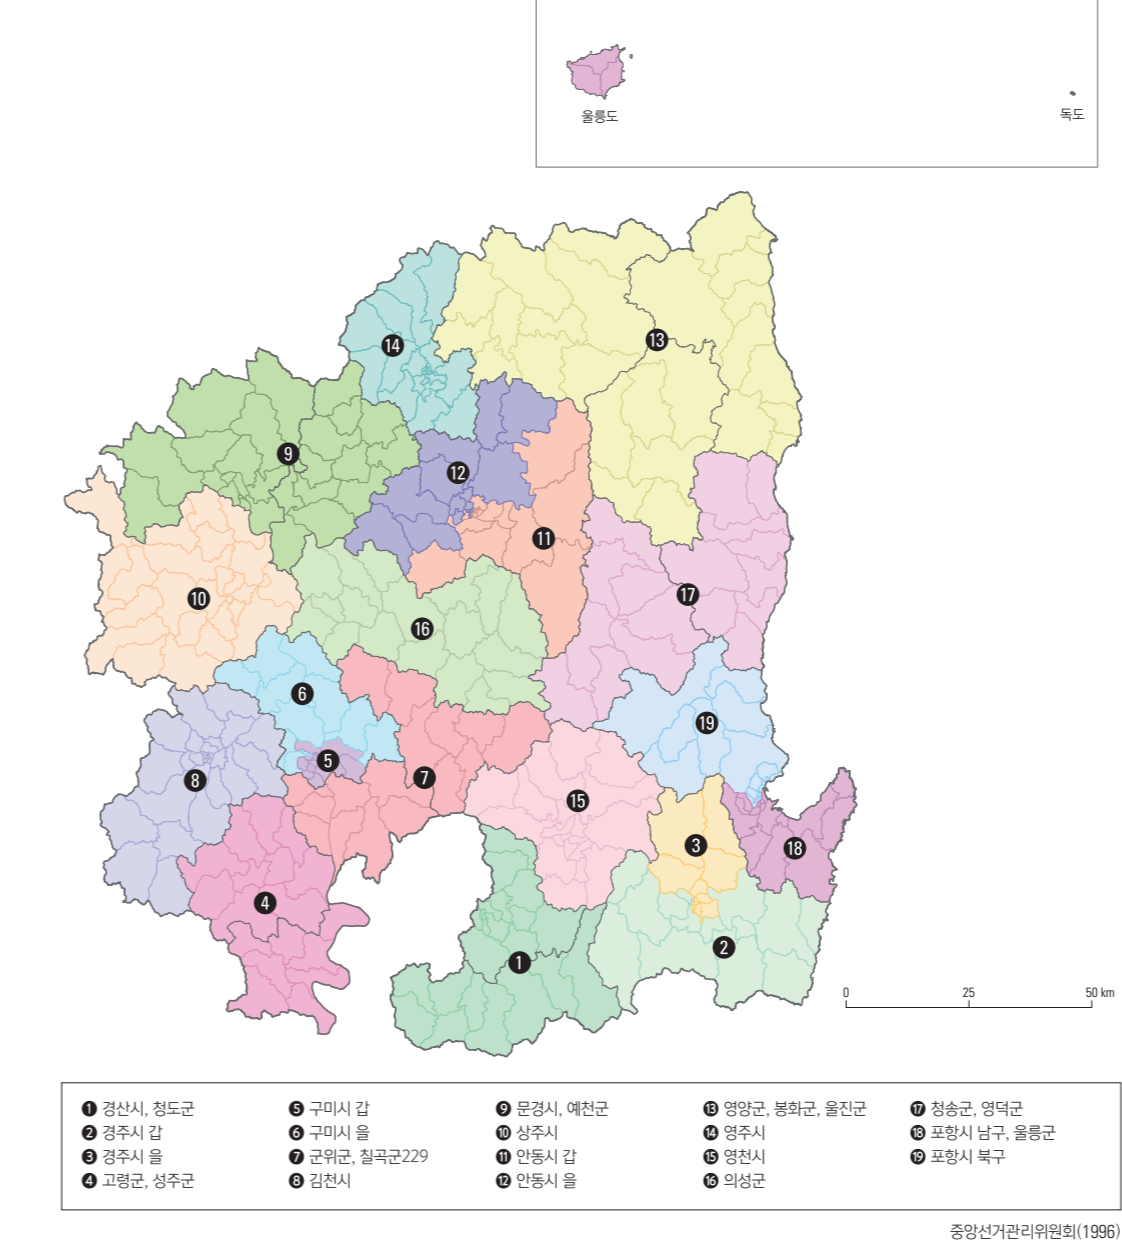 울릉도
독도
14
13
9
12
11
10
17
16
6
19
5
8
7
15
3
18
4
2
1
0 25 50 km
❶ 경산시, 청도군 ❺ 구미시 갑 ❾ 문경시, 예천군 ⓭ 영양군, 봉화군, 울진군 ⓱ 청송군, 영덕군
❷ 경주시 갑 ❻ 구미시 을 ❿ 상주시 ⓮ 영주시 ⓲ 포항시 남구, 울릉군
❸ 경주시 을 ❼ 군위군, 칠곡군229 ⓫ 안동시 갑 ⓯ 영천시 ⓳ 포항시 북구
❹ 고령군, 성주군 ❽ 김천시 ⓬ 안동시 을 ⓰ 의성군
중앙선거관리위원회(1996)